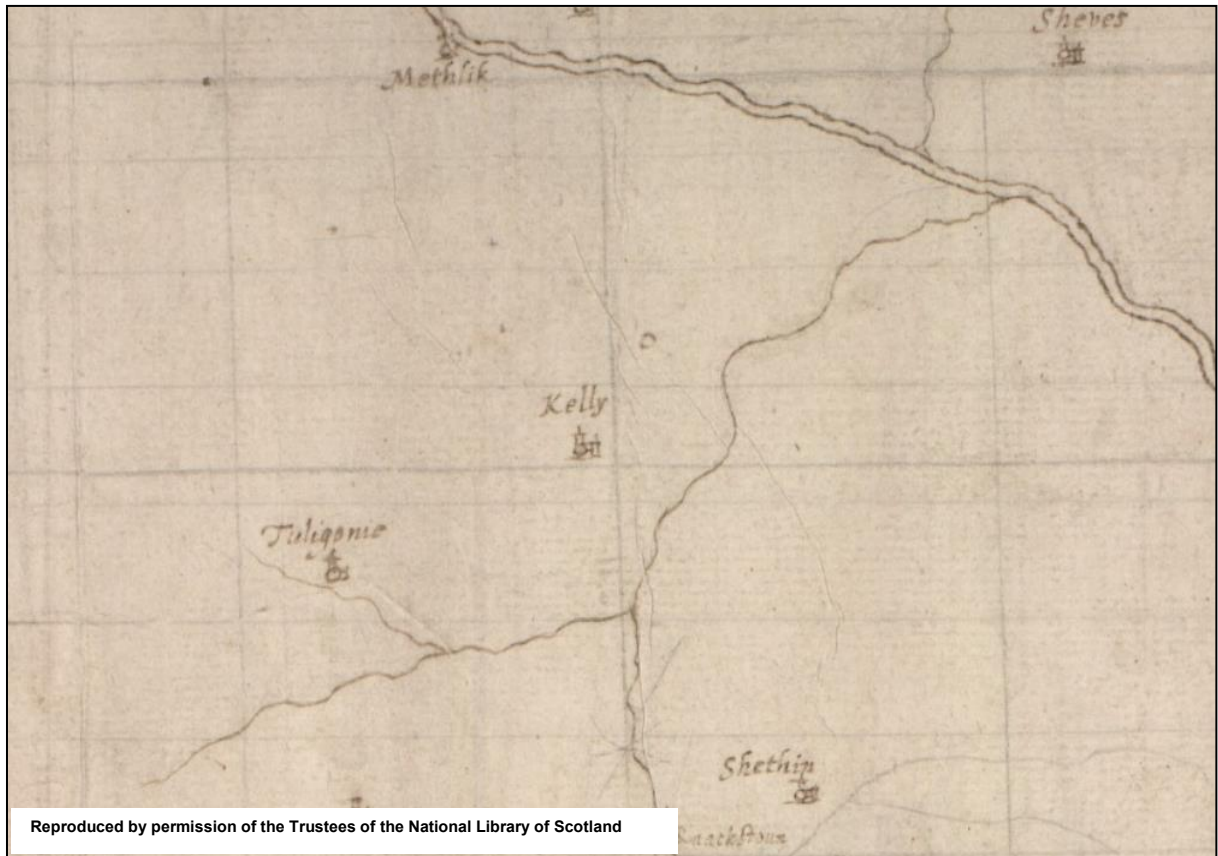 Sheves
Methlik
Kelly
Tuligonie
Shethin
Reproduced by permission of the Trustees of the National Library of Scotland